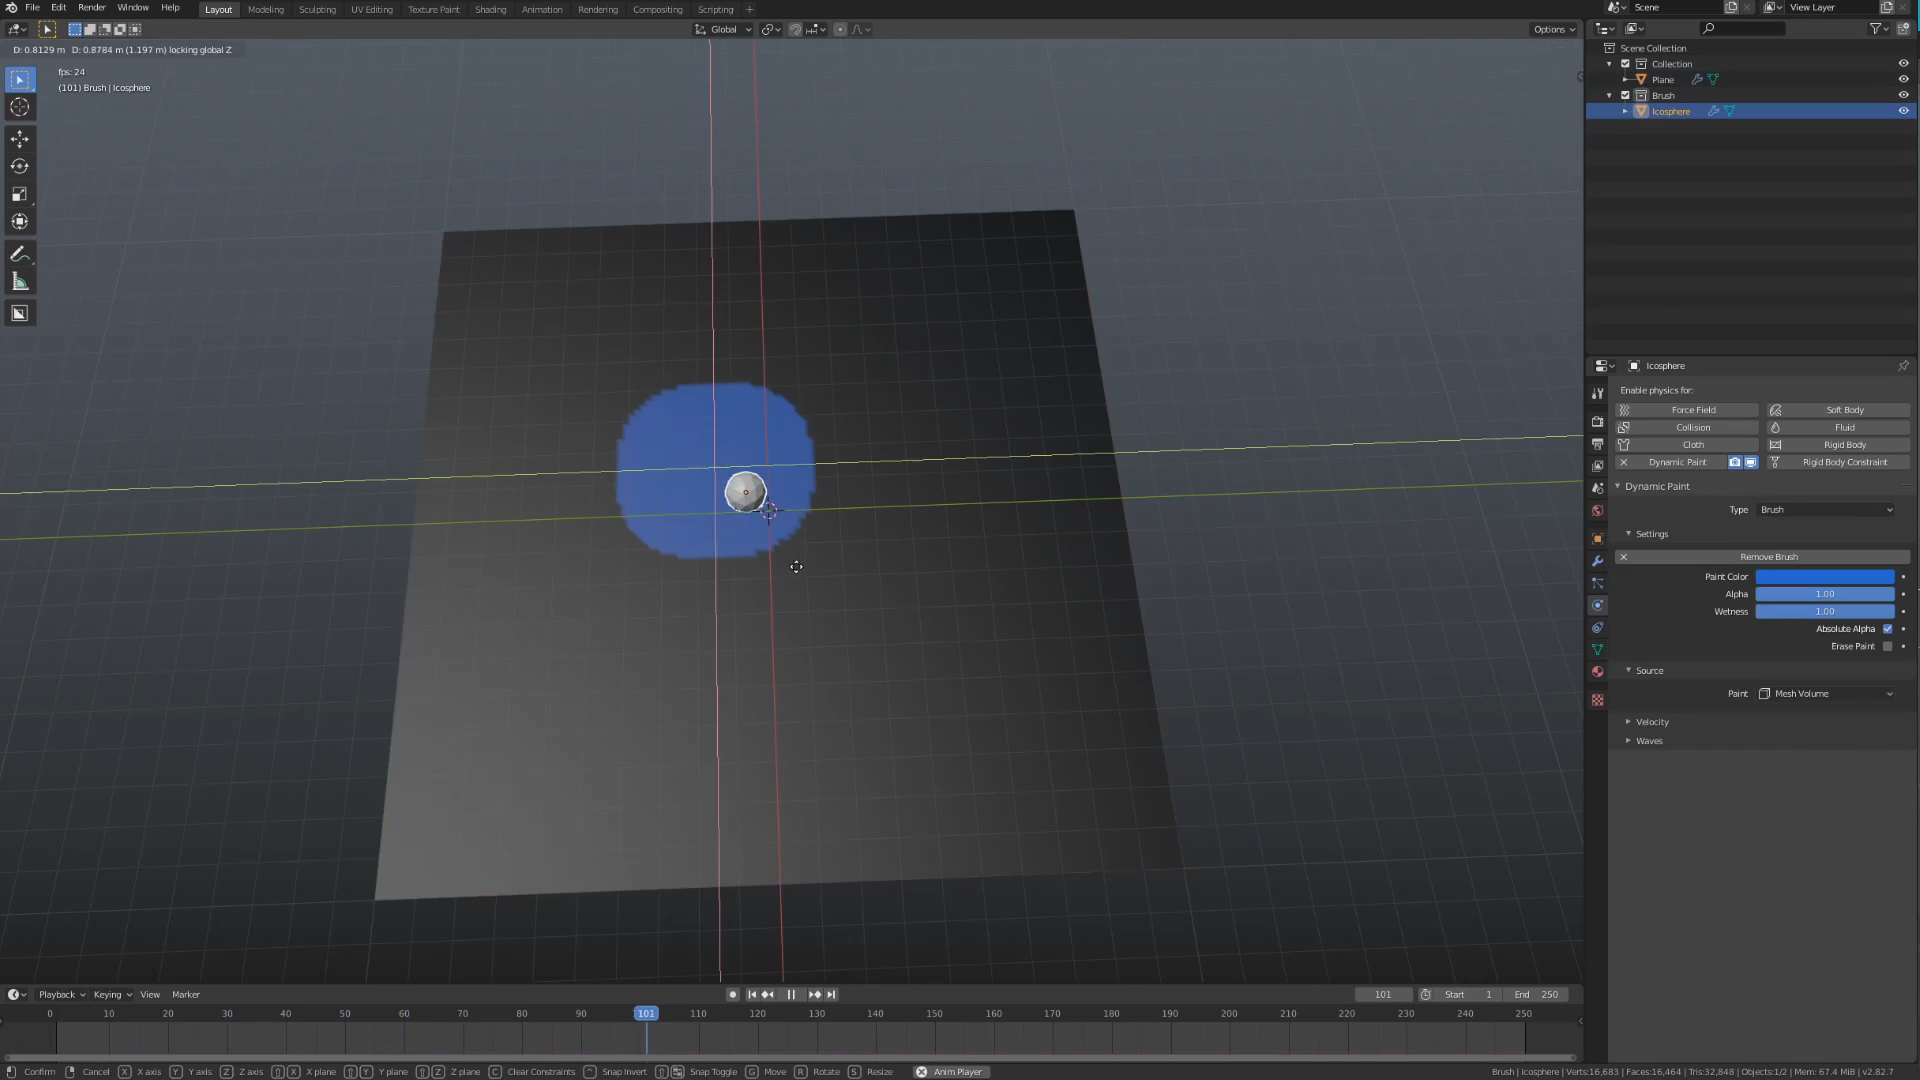 File Edit Render Window Help Layout Modeling Sculpting UV Editing Texture Paint Shading Animation Rendering Compositing Scripting + Scene View Layer
Global Options
D: 0.8129 m D: 0.8784 m (1.197 m) locking global Z
fps: 24
(101) Brush | Icosphere
Scene Collection
Collection
Plane
Brush
Icosphere
Icosphere
Enable physics for:
Force Field Soft Body
Collision Fluid
Cloth Rigid Body
Dynamic Paint Rigid Body Constraint
Dynamic Paint
Type Brush
Settings
Remove Brush
Paint Color
Alpha 1.00
Wetness 1.00
Absolute Alpha
Erase Paint
Source
Paint Mesh Volume
Velocity
Waves
Playback Keying View Marker 101 Start 1 End 250
0 10 20 30 40 50 60 70 80 90 101 110 120 130 140 150 160 170 180 190 200 210 220 230 240 250
Confirm Cancel X X axis Y Y axis Z Z axis X X plane Y Y plane Z Z plane C Clear Constraints Snap Invert Snap Toggle G Move R Rotate S Resize Anim Player Brush | Icosphere | Verts:16,683 | Faces:16,464 | Tris:32,848 | Objects:1/2 | Mem: 67.4 MiB | v2.82.7